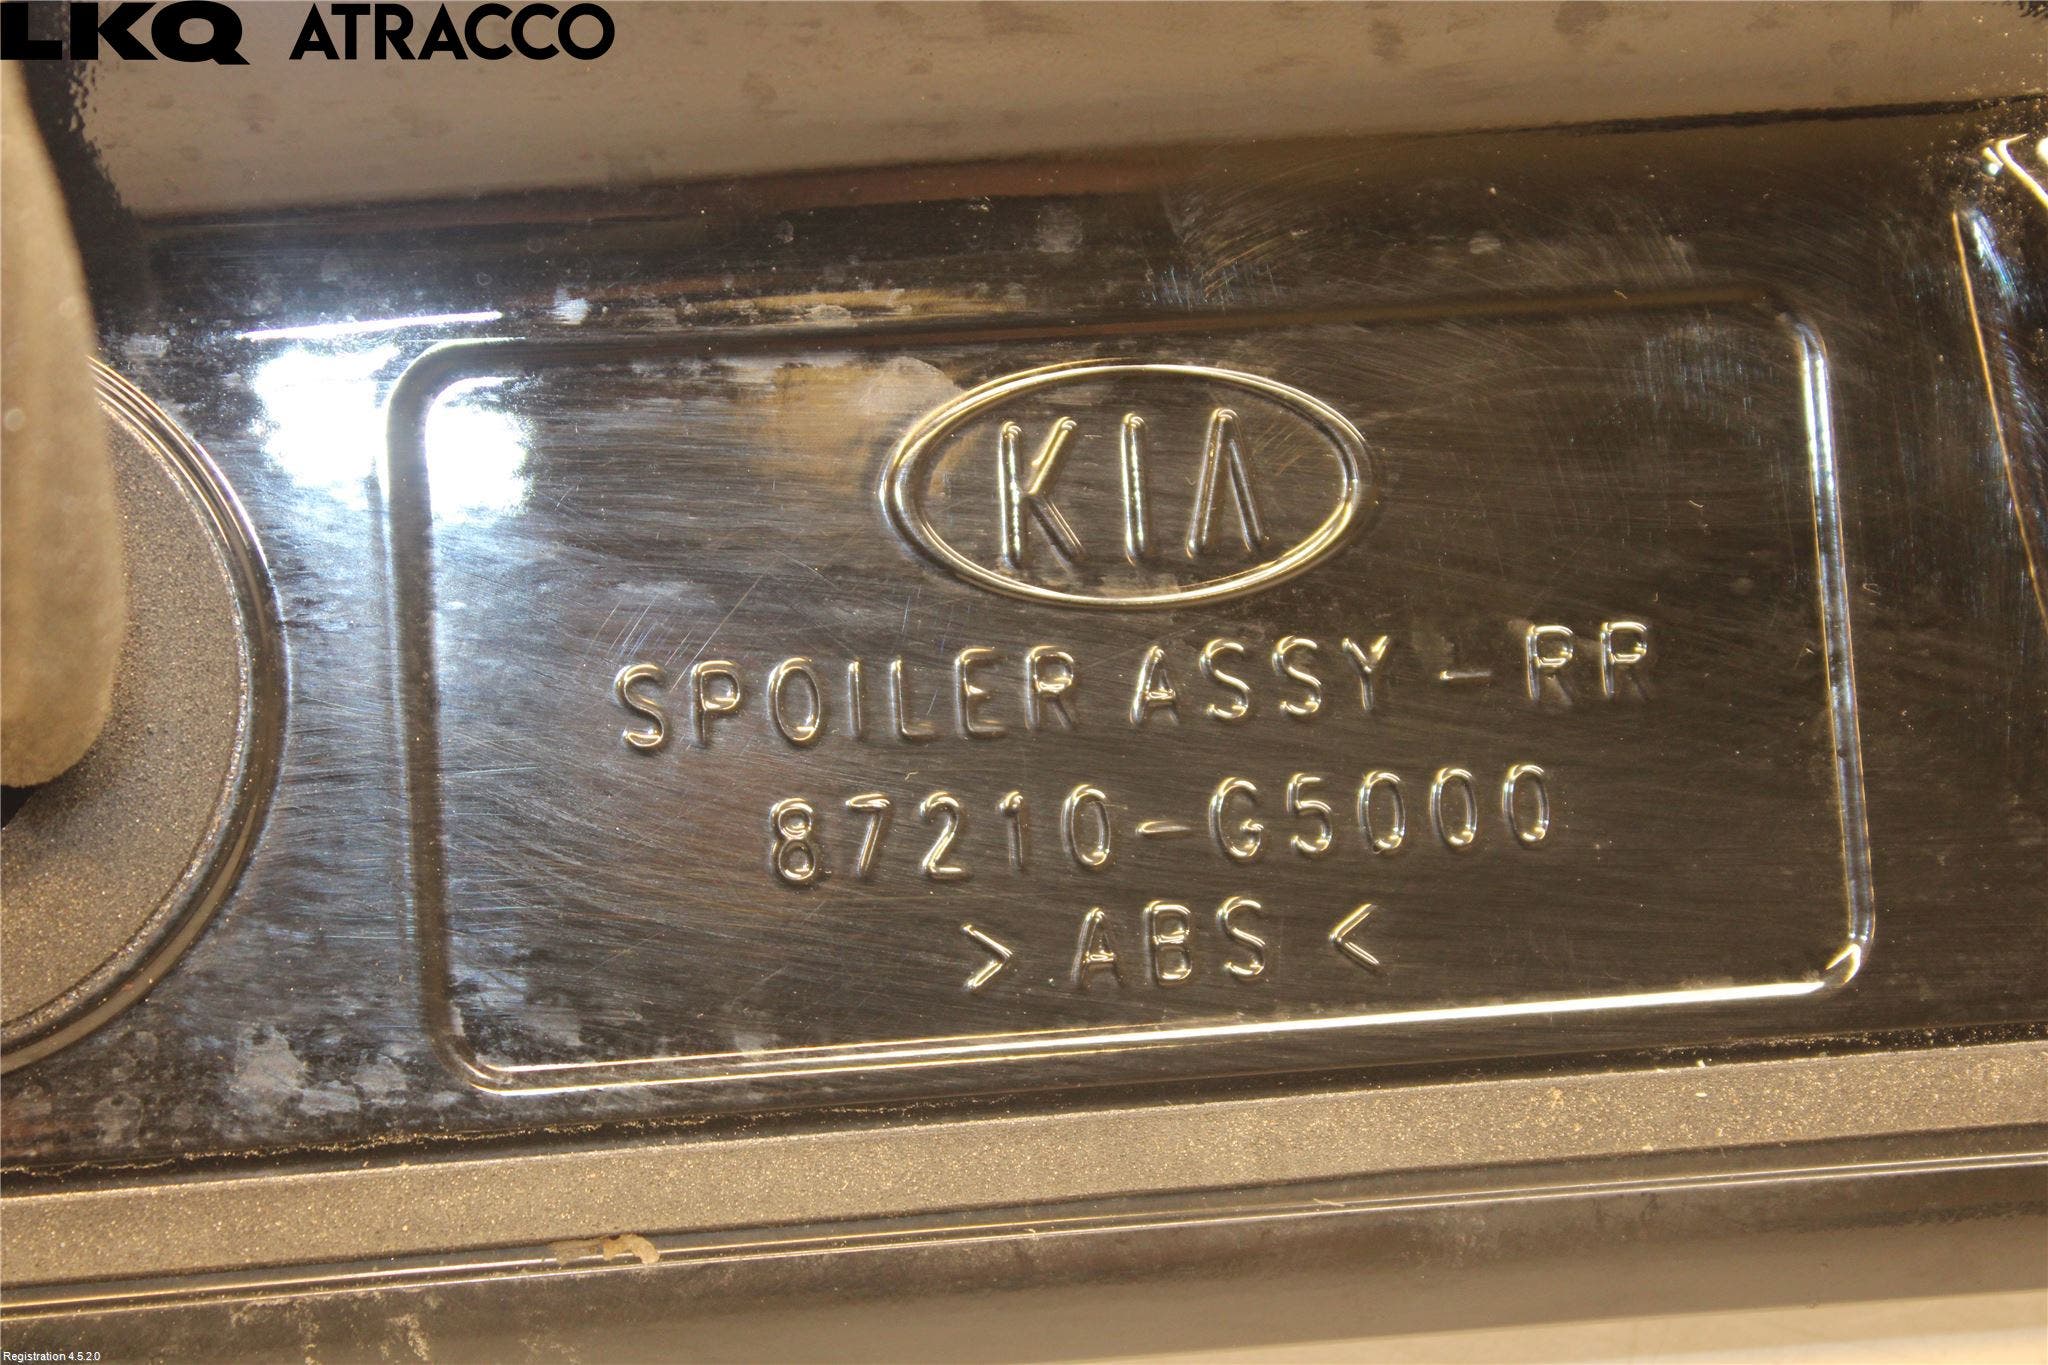 LKQ ATRACCO
KIA
SPOILER ASSY-RR
87210-G5000
>ABS<
Registration 4.5.2.0